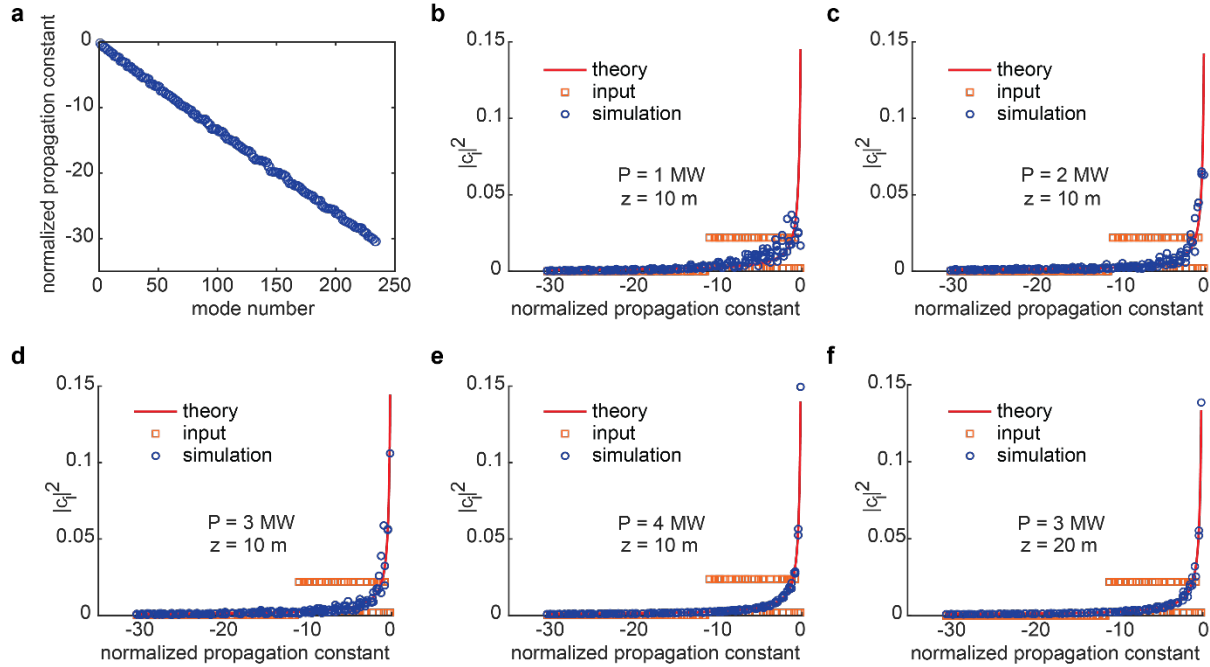 a
normalized propagation constant
0
-10
-20
-30
0 50 100 150 200 250
mode number
b
|c_i|^2
0.15
0.1
0.05
0
theory
input
simulation
P = 1 MW
z = 10 m
-30 -20 -10 0
normalized propagation constant
c
|c_i|^2
0.15
0.1
0.05
0
theory
input
simulation
P = 2 MW
z = 10 m
-30 -20 -10 0
normalized propagation constant
d
|c_i|^2
0.15
0.1
0.05
0
theory
input
simulation
P = 3 MW
z = 10 m
-30 -20 -10 0
normalized propagation constant
e
|c_i|^2
0.15
0.1
0.05
0
theory
input
simulation
P = 4 MW
z = 10 m
-30 -20 -10 0
normalized propagation constant
f
|c_i|^2
0.15
0.1
0.05
0
theory
input
simulation
P = 3 MW
z = 20 m
-30 -20 -10 0
normalized propagation constant